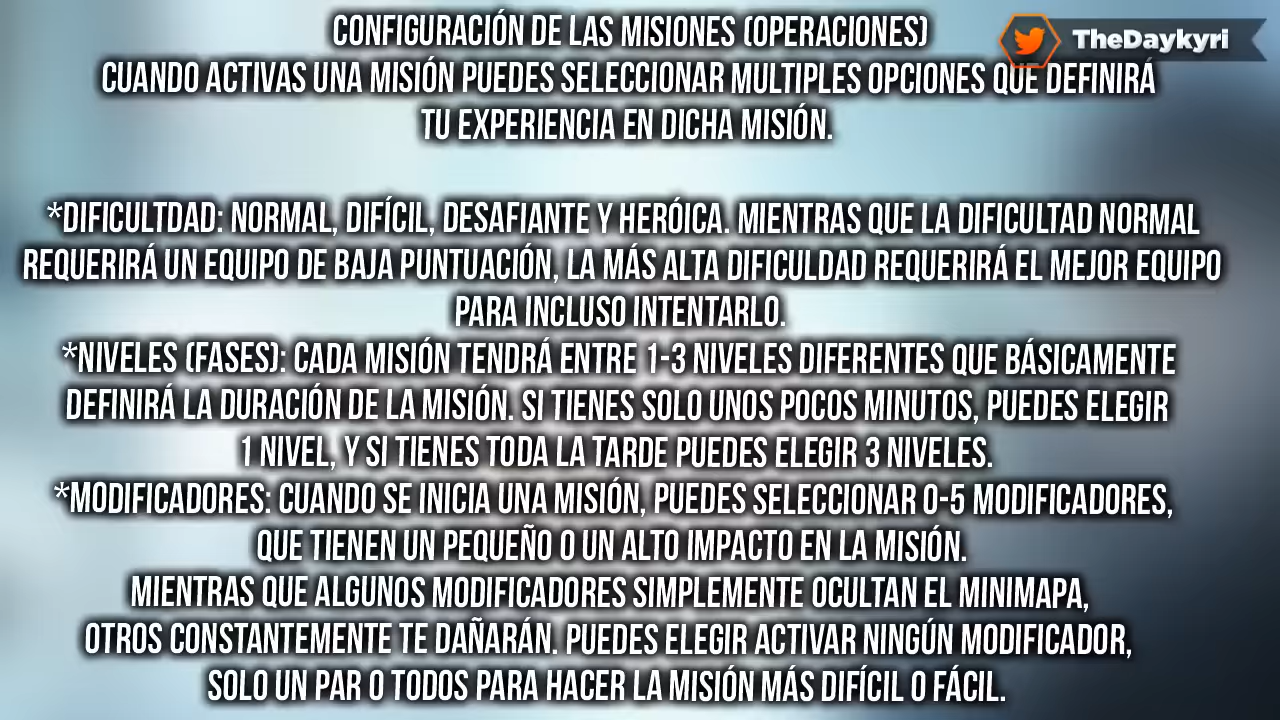 CONFIGURACIÓN DE LAS MISIONES (OPERACIONES)
TheDaykyri
CUANDO ACTIVAS UNA MISIÓN PUEDES SELECCIONAR MULTIPLES OPCIONES QUE DEFINIRÁ
TU EXPERIENCIA EN DICHA MISIÓN.
*DIFICULTDAD: NORMAL, DIFÍCIL, DESAFIANTE Y HERÓICA. MIENTRAS QUE LA DIFICULTAD NORMAL
REQUERIRÁ UN EQUIPO DE BAJA PUNTUACIÓN, LA MÁS ALTA DIFICULDAD REQUERIRÁ EL MEJOR EQUIPO
PARA INCLUSO INTENTARLO.
*NIVELES (FASES): CADA MISIÓN TENDRÁ ENTRE 1-3 NIVELES DIFERENTES QUE BÁSICAMENTE
DEFINIRÁ LA DURACIÓN DE LA MISIÓN. SI TIENES SOLO UNOS POCOS MINUTOS, PUEDES ELEGIR
1 NIVEL, Y SI TIENES TODA LA TARDE PUEDES ELEGIR 3 NIVELES.
*MODIFICADORES: CUANDO SE INICIA UNA MISIÓN, PUEDES SELECCIONAR 0-5 MODIFICADORES,
QUE TIENEN UN PEQUEÑO O UN ALTO IMPACTO EN LA MISIÓN.
MIENTRAS QUE ALGUNOS MODIFICADORES SIMPLEMENTE OCULTAN EL MINIMAPA,
OTROS CONSTANTEMENTE TE DAÑARÁN. PUEDES ELEGIR ACTIVAR NINGÚN MODIFICADOR,
SOLO UN PAR O TODOS PARA HACER LA MISIÓN MÁS DIFÍCIL O FÁCIL.